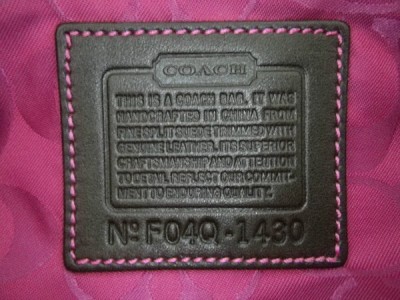 COACH
THIS IS A COACH BAG. IT WAS
HANDCRAFTED IN CHINA FROM
FINE SPLIT SUEDE TRIMMED WITH
GENUINE LEATHER. ITS SUPERIOR
CRAFTSMANSHIP AND ATTENTION
TO DETAIL REFLECT OUR COMMIT-
MENT TO ENDURING QUALITY.
Nº F04Q-1430